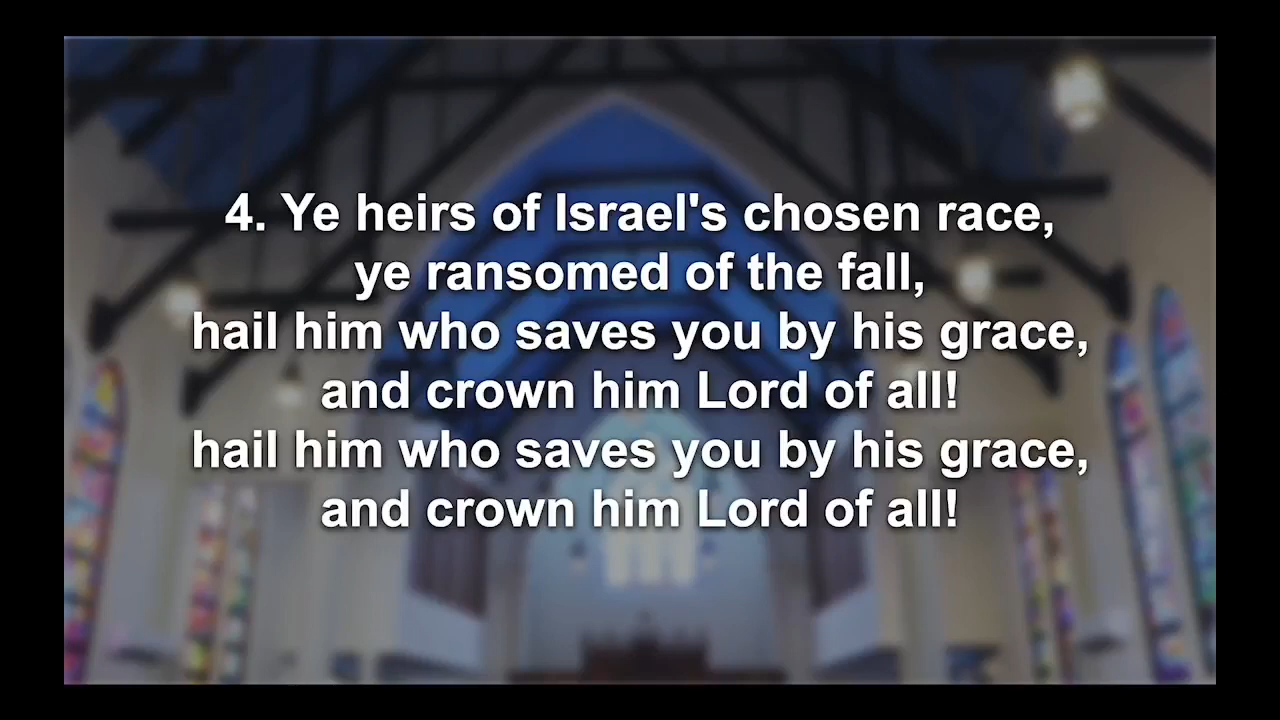 4. Ye heirs of Israel's chosen race,
ye ransomed of the fall,
hail him who saves you by his grace,
and crown him Lord of all!
hail him who saves you by his grace,
and crown him Lord of all!